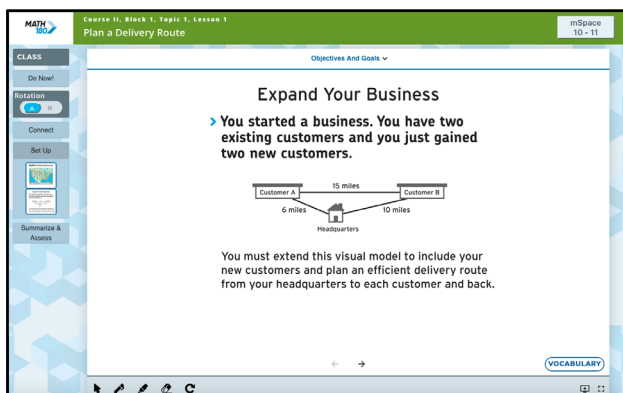 MATH
180
Course II, Block 1, Topic 1, Lesson 1
Plan a Delivery Route
mSpace
10 - 11
CLASS
Do Now!
Rotation
A B
Connect
Set Up
Summarize &
Assess
Objectives And Goals
Expand Your Business
You started a business. You have two
existing customers and you just gained
two new customers.
15 miles
Customer A
Customer B
6 miles
10 miles
Headquarters
You must extend this visual model to include your
new customers and plan an efficient delivery route
from your headquarters to each customer and back.
VOCABULARY